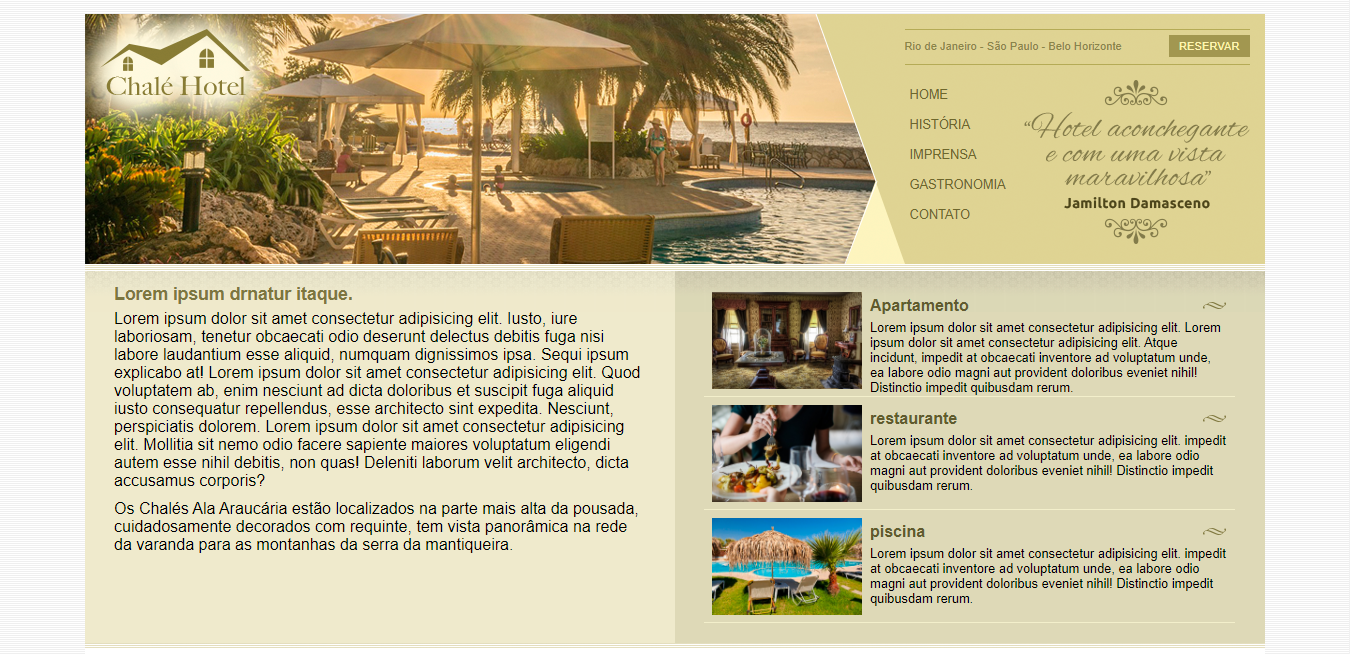 Chalé Hotel
Rio de Janeiro - São Paulo - Belo Horizonte
RESERVAR
HOME
HISTÓRIA
IMPRENSA
GASTRONOMIA
CONTATO
“Hotel aconchegante
e com uma vista
maravilhosa”
Jamilton Damasceno
Lorem ipsum drnatur itaque.
Lorem ipsum dolor sit amet consectetur adipisicing elit. Iusto, iure
laboriosam, tenetur obcaecati odio deserunt delectus debitis fuga nisi
labore laudantium esse aliquid, numquam dignissimos ipsa. Sequi ipsum
explicabo at! Lorem ipsum dolor sit amet consectetur adipisicing elit. Quod
voluptatem ab, enim nesciunt ad dicta doloribus et suscipit fuga aliquid
iusto consequatur repellendus, esse architecto sint expedita. Nesciunt,
perspiciatis dolorem. Lorem ipsum dolor sit amet consectetur adipisicing
elit. Mollitia sit nemo odio facere sapiente maiores voluptatum eligendi
autem esse nihil debitis, non quas! Deleniti laborum velit architecto, dicta
accusamus corporis?
Os Chalés Ala Araucária estão localizados na parte mais alta da pousada,
cuidadosamente decorados com requinte, tem vista panorâmica na rede
da varanda para as montanhas da serra da mantiqueira.
Apartamento
Lorem ipsum dolor sit amet consectetur adipisicing elit. Lorem
ipsum dolor sit amet consectetur adipisicing elit. Atque
incidunt, impedit at obcaecati inventore ad voluptatum unde,
ea labore odio magni aut provident doloribus eveniet nihil!
Distinctio impedit quibusdam rerum.
restaurante
Lorem ipsum dolor sit amet consectetur adipisicing elit. impedit
at obcaecati inventore ad voluptatum unde, ea labore odio
magni aut provident doloribus eveniet nihil! Distinctio impedit
quibusdam rerum.
piscina
Lorem ipsum dolor sit amet consectetur adipisicing elit. impedit
at obcaecati inventore ad voluptatum unde, ea labore odio
magni aut provident doloribus eveniet nihil! Distinctio impedit
quibusdam rerum.